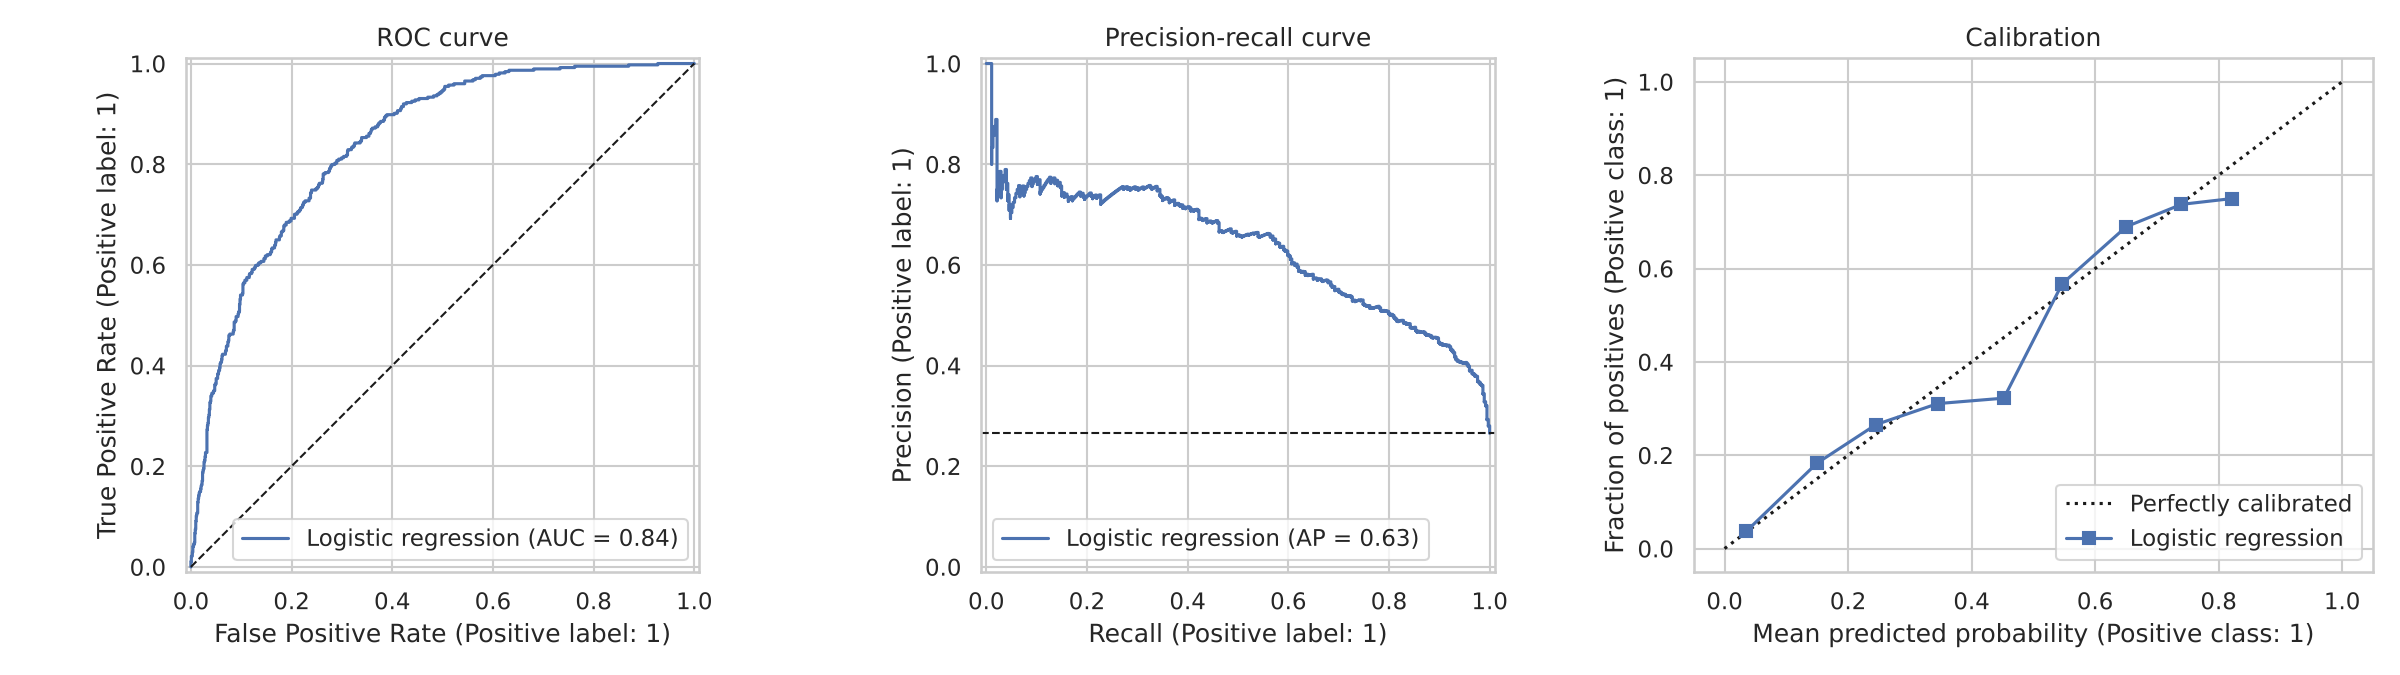 ROC curve
True Positive Rate (Positive label: 1)
1.0
0.8
0.6
0.4
0.2
0.0
Logistic regression (AUC = 0.84)
0.0 0.2 0.4 0.6 0.8 1.0
False Positive Rate (Positive label: 1)
Precision-recall curve
Precision (Positive label: 1)
1.0
0.8
0.6
0.4
0.2
0.0
Logistic regression (AP = 0.63)
0.0 0.2 0.4 0.6 0.8 1.0
Recall (Positive label: 1)
Calibration
Fraction of positives (Positive class: 1)
1.0
0.8
0.6
0.4
0.2
0.0
Perfectly calibrated
Logistic regression
0.0 0.2 0.4 0.6 0.8 1.0
Mean predicted probability (Positive class: 1)